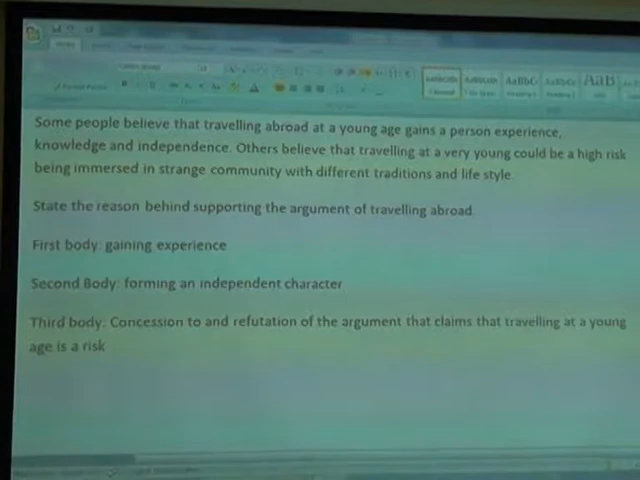 Some people believe that travelling abroad at a young age gains a person experience,
knowledge and independence. Others believe that travelling at a very young could be a high risk
being immersed in strange community with different traditions and life style.
State the reason behind supporting the argument of travelling abroad.
First body: gaining experience
Second Body: forming an independent character
Third body: Concession to and refutation of the argument that claims that travelling at a young
age is a risk